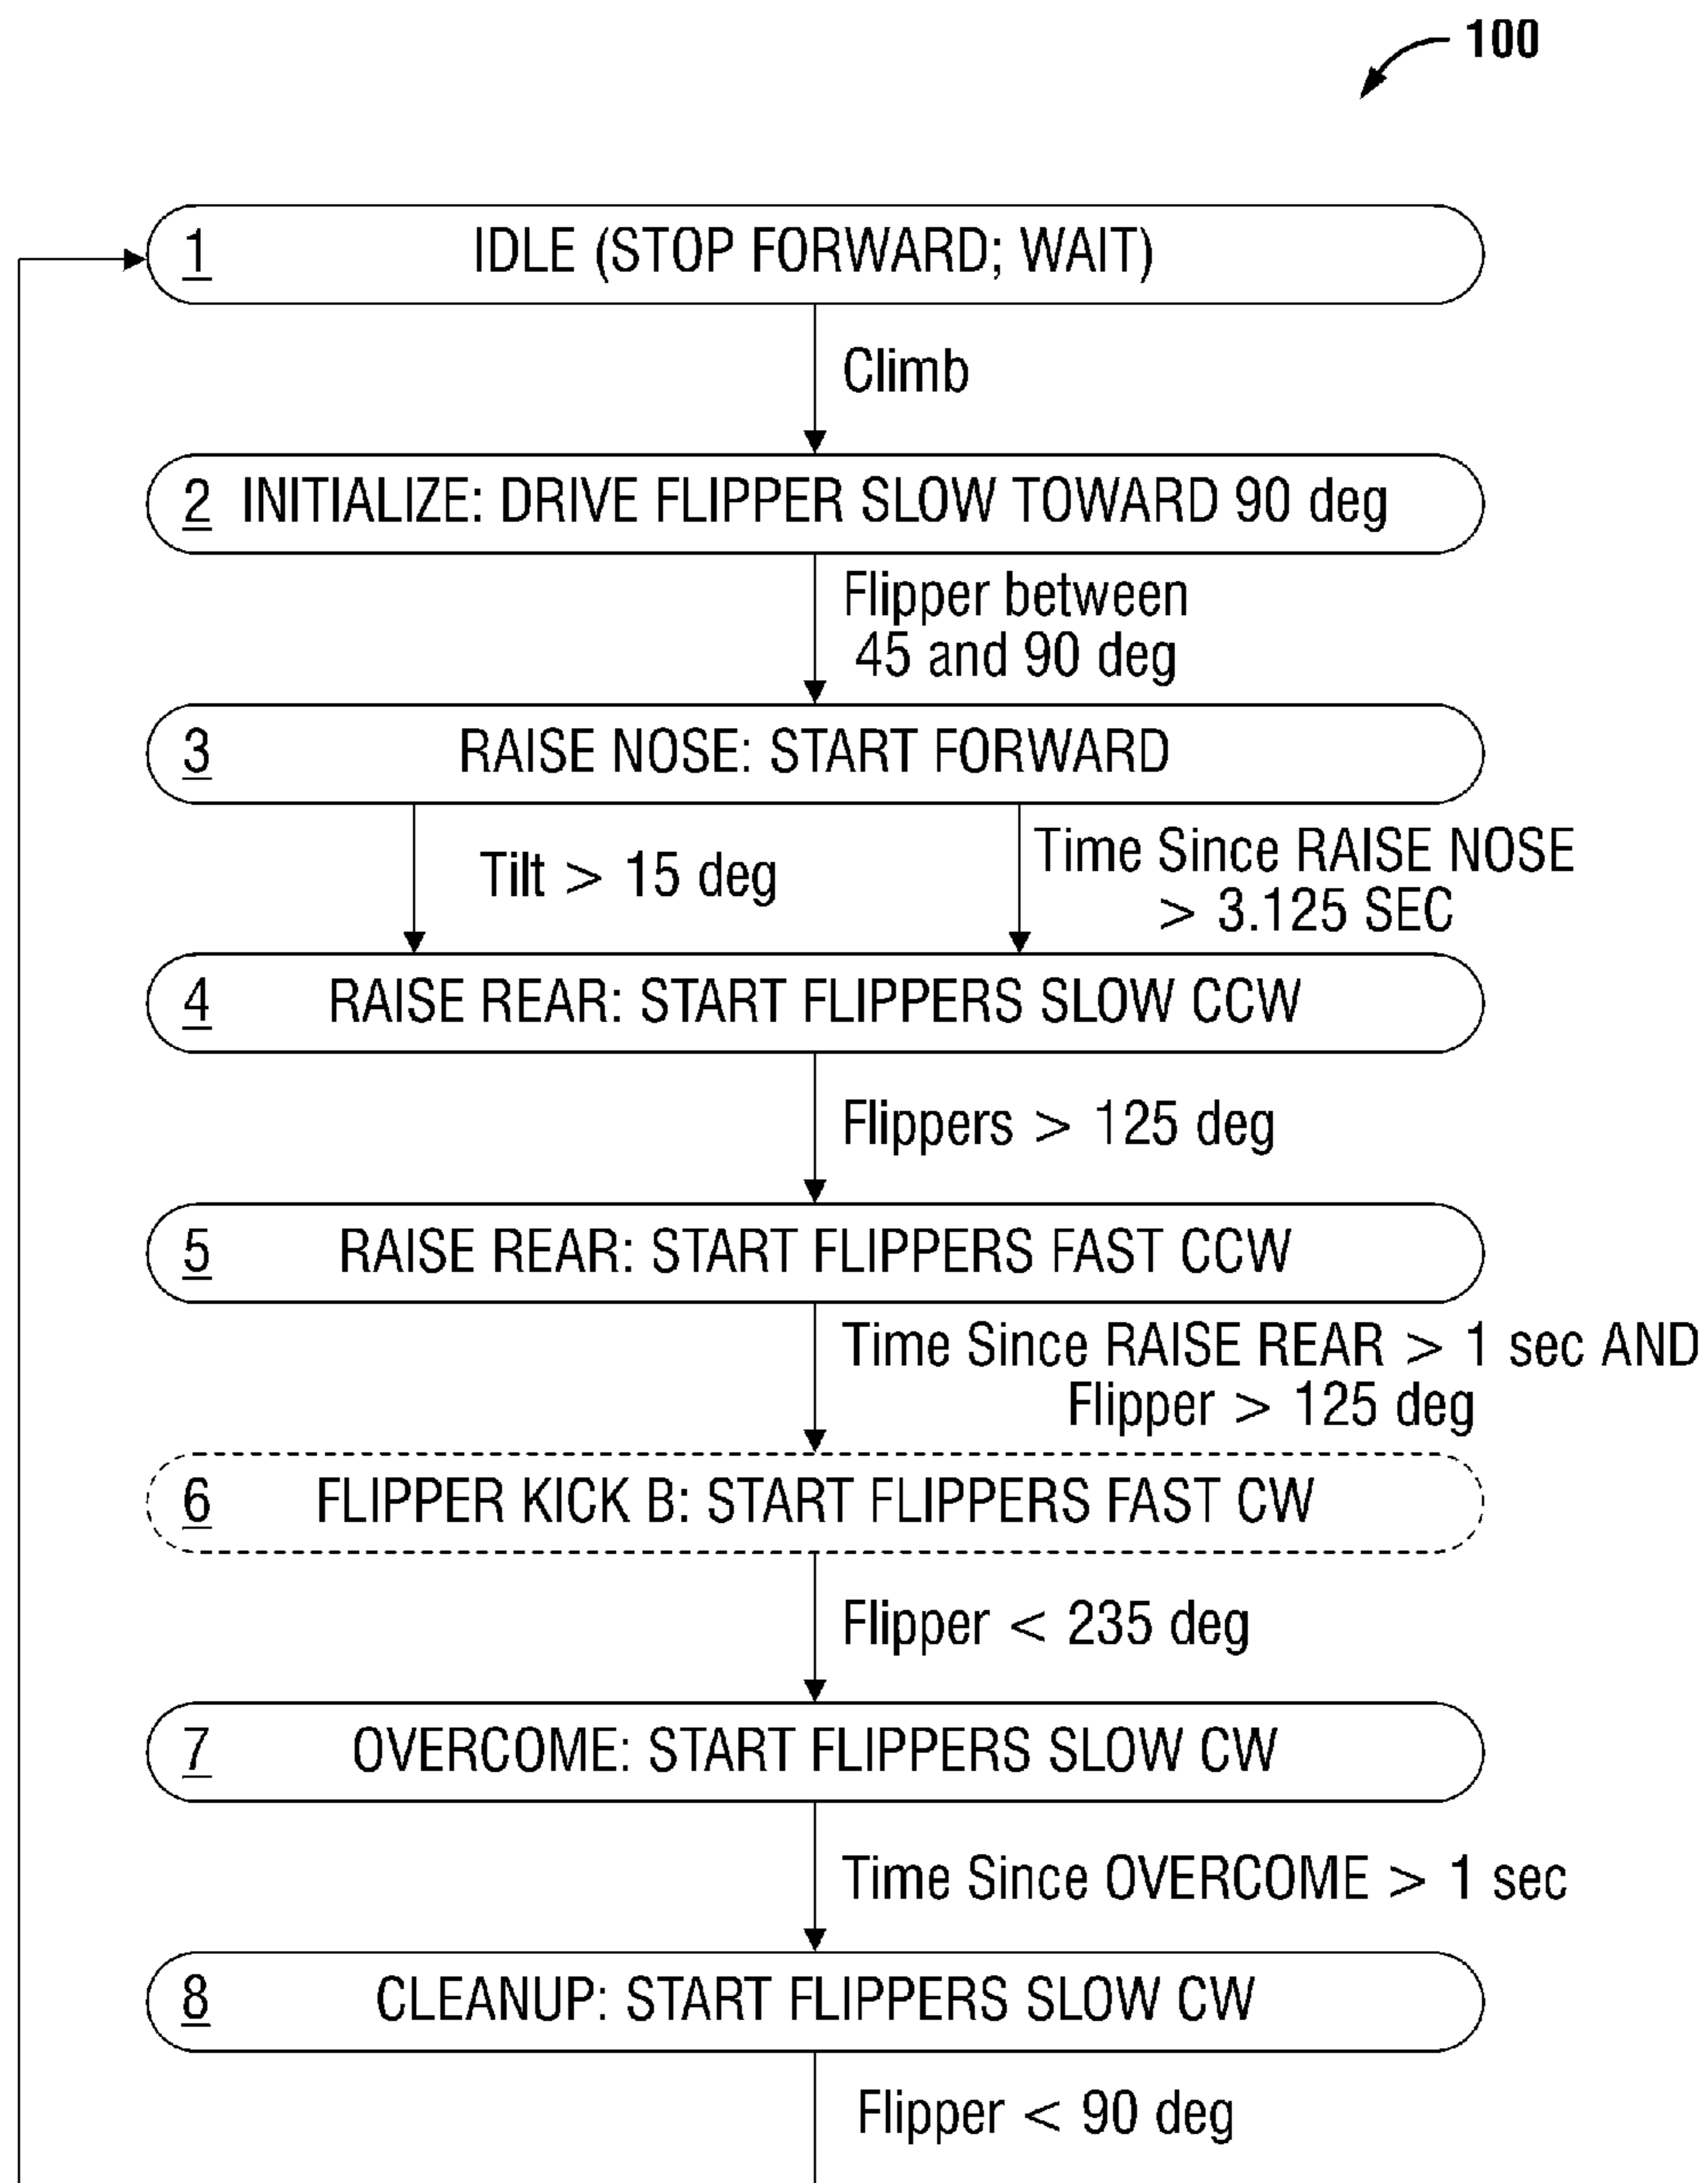 100
1 IDLE (STOP FORWARD; WAIT)
Climb
2 INITIALIZE: DRIVE FLIPPER SLOW TOWARD 90 deg
Flipper between
45 and 90 deg
3 RAISE NOSE: START FORWARD
Tilt > 15 deg
Time Since RAISE NOSE
> 3.125 SEC
4 RAISE REAR: START FLIPPERS SLOW CCW
Flippers > 125 deg
5 RAISE REAR: START FLIPPERS FAST CCW
Time Since RAISE REAR > 1 sec AND
Flipper > 125 deg
6 FLIPPER KICK B: START FLIPPERS FAST CW
Flipper < 235 deg
7 OVERCOME: START FLIPPERS SLOW CW
Time Since OVERCOME > 1 sec
8 CLEANUP: START FLIPPERS SLOW CW
Flipper < 90 deg